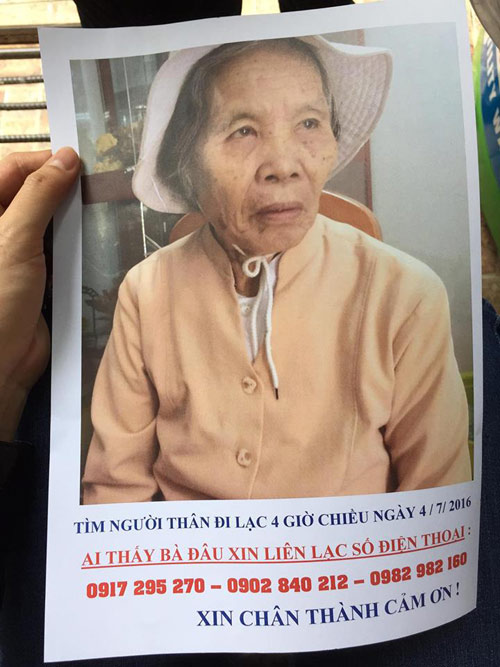 TÌM NGƯỜI THÂN ĐI LẠC 4 GIỜ CHIỀU NGÀY 4 / 7/ 2016
AI THẤY BÀ ĐÂU XIN LIÊN LẠC SỐ ĐIỆN THOẠI :
0917 295 270 – 0902 840 212 – 0982 982 160
XIN CHÂN THÀNH CẢM ƠN !